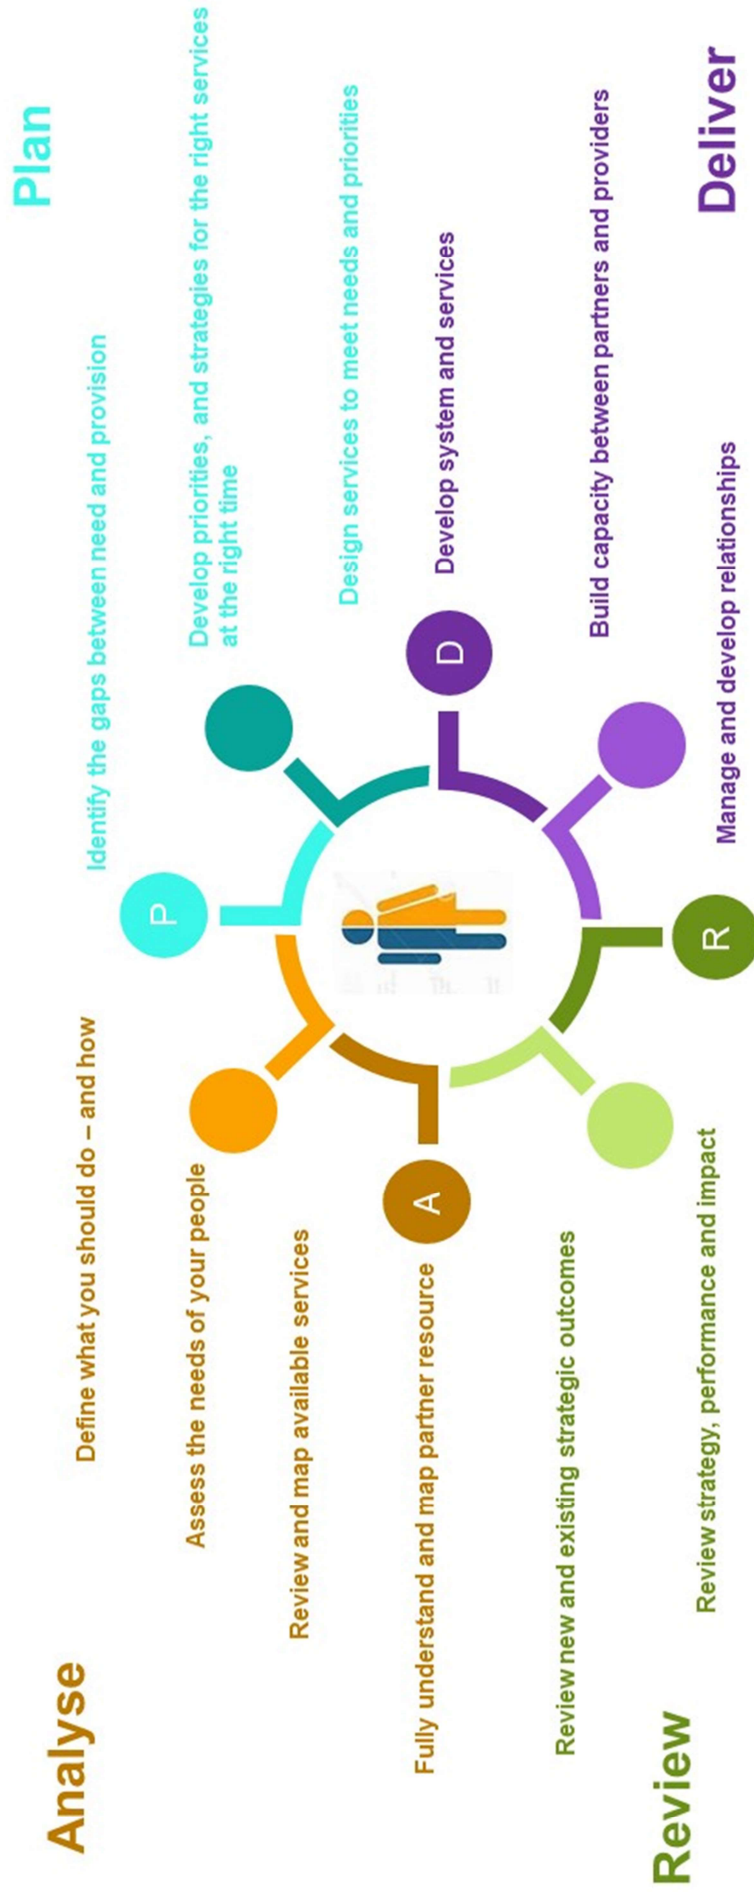 Analyse
Define what you should do – and how
Assess the needs of your people
Review and map available services
Fully understand and map partner resource
A
Plan
P
Identify the gaps between need and provision
Develop priorities, and strategies for the right services
at the right time
Design services to meet needs and priorities
D
Develop system and services
Build capacity between partners and providers
Manage and develop relationships
Deliver
R
Review new and existing strategic outcomes
Review strategy, performance and impact
Review